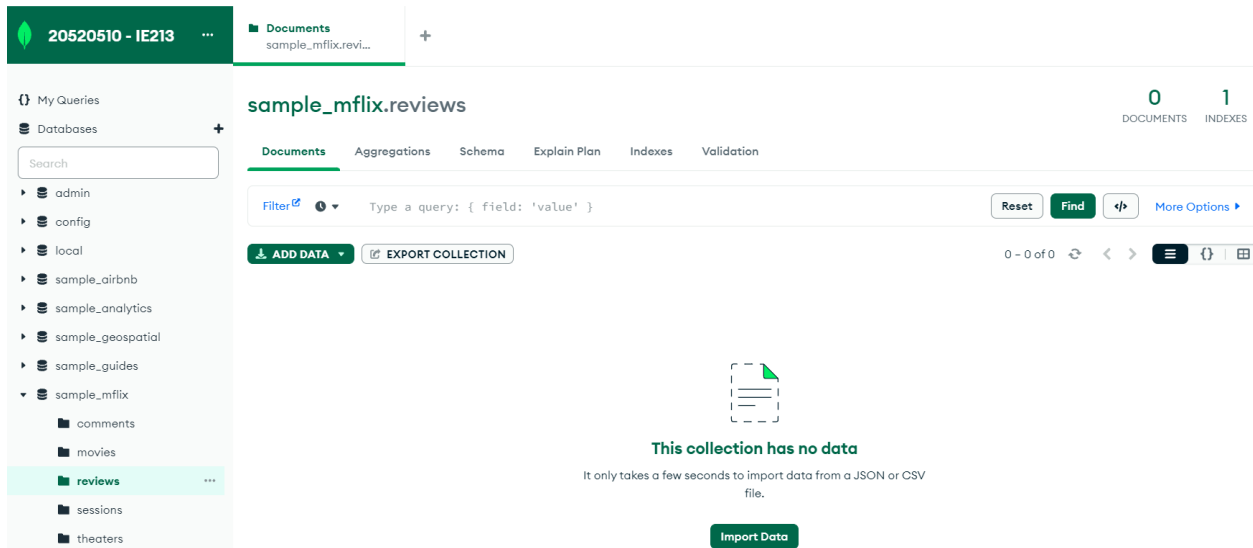 20520510 - IE213 ...
Documents
sample_mflix.revi...
+
{} My Queries
Databases +
Search
admin
config
local
sample_airbnb
sample_analytics
sample_geospatial
sample_guides
sample_mflix
comments
movies
reviews ...
sessions
theaters
sample_mflix.reviews
0 1
DOCUMENTS INDEXES
Documents Aggregations Schema Explain Plan Indexes Validation
Filter Type a query: { field: 'value' } Reset Find </> More Options
ADD DATA EXPORT COLLECTION 0 – 0 of 0 {}
This collection has no data
It only takes a few seconds to import data from a JSON or CSV
file.
Import Data